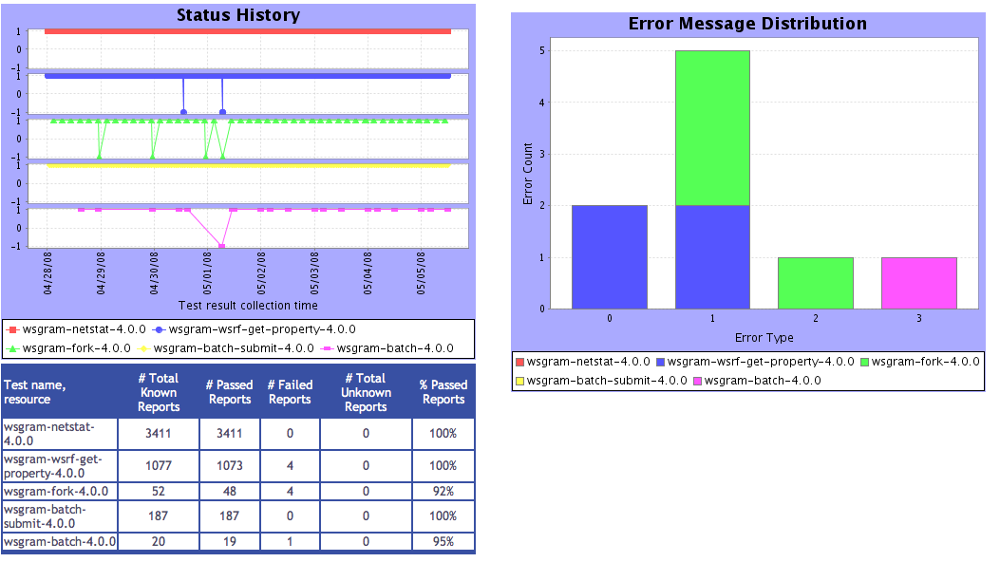 Status History
1
0
-1
1
0
-1
1
0
-1
1
0
-1
1
0
-1
04/28/08
04/29/08
04/30/08
05/01/08
05/02/08
05/03/08
05/04/08
05/05/08
Test result collection time
wsgram-netstat-4.0.0 wsgram-wsrf-get-property-4.0.0
wsgram-fork-4.0.0 wsgram-batch-submit-4.0.0 wsgram-batch-4.0.0
Test name, resource # Total Known Reports # Passed Reports # Failed Reports # Total Unknown Reports % Passed Reports
wsgram-netstat-4.0.0 3411 3411 0 0 100%
wsgram-wsrf-get-property-4.0.0 1077 1073 4 0 100%
wsgram-fork-4.0.0 52 48 4 0 92%
wsgram-batch-submit-4.0.0 187 187 0 0 100%
wsgram-batch-4.0.0 20 19 1 0 95%
Error Message Distribution
Error Count
5
4
3
2
1
0
0 1 2 3
Error Type
wsgram-netstat-4.0.0 wsgram-wsrf-get-property-4.0.0 wsgram-fork-4.0.0
wsgram-batch-submit-4.0.0 wsgram-batch-4.0.0